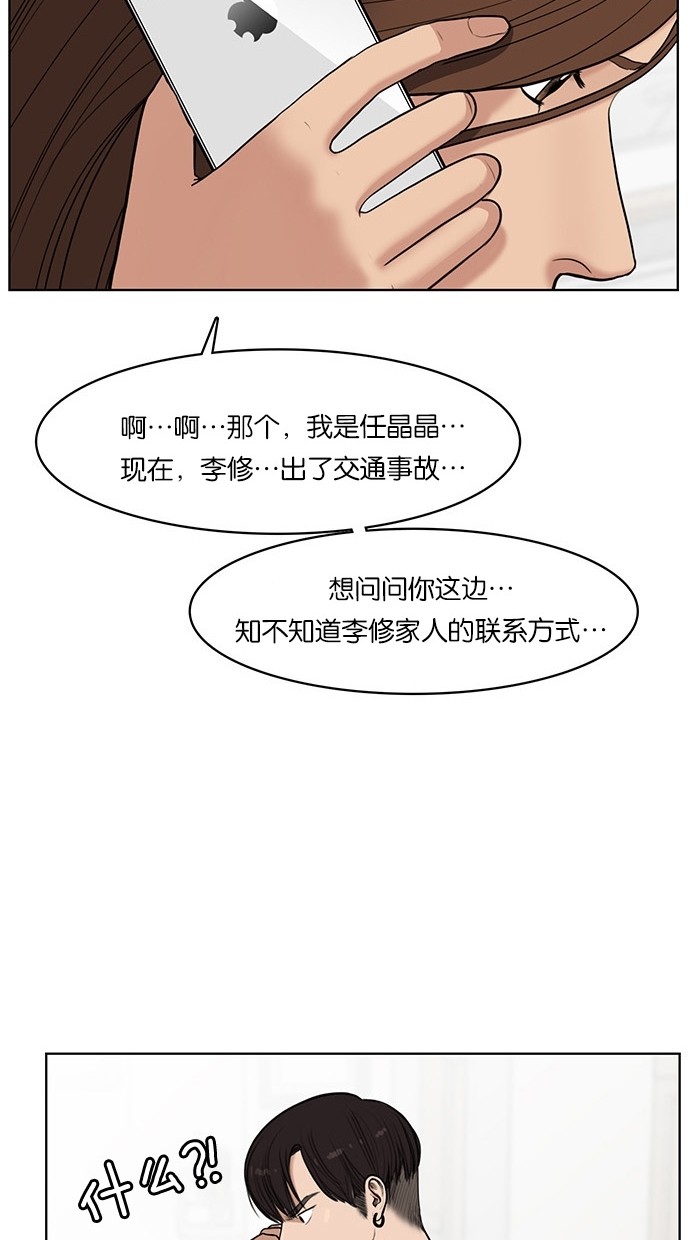 啊…啊…那个，我是任晶晶…
现在，李修…出了交通事故…
想问问你这边…
知不知道李修家人的联系方式…
什么?!